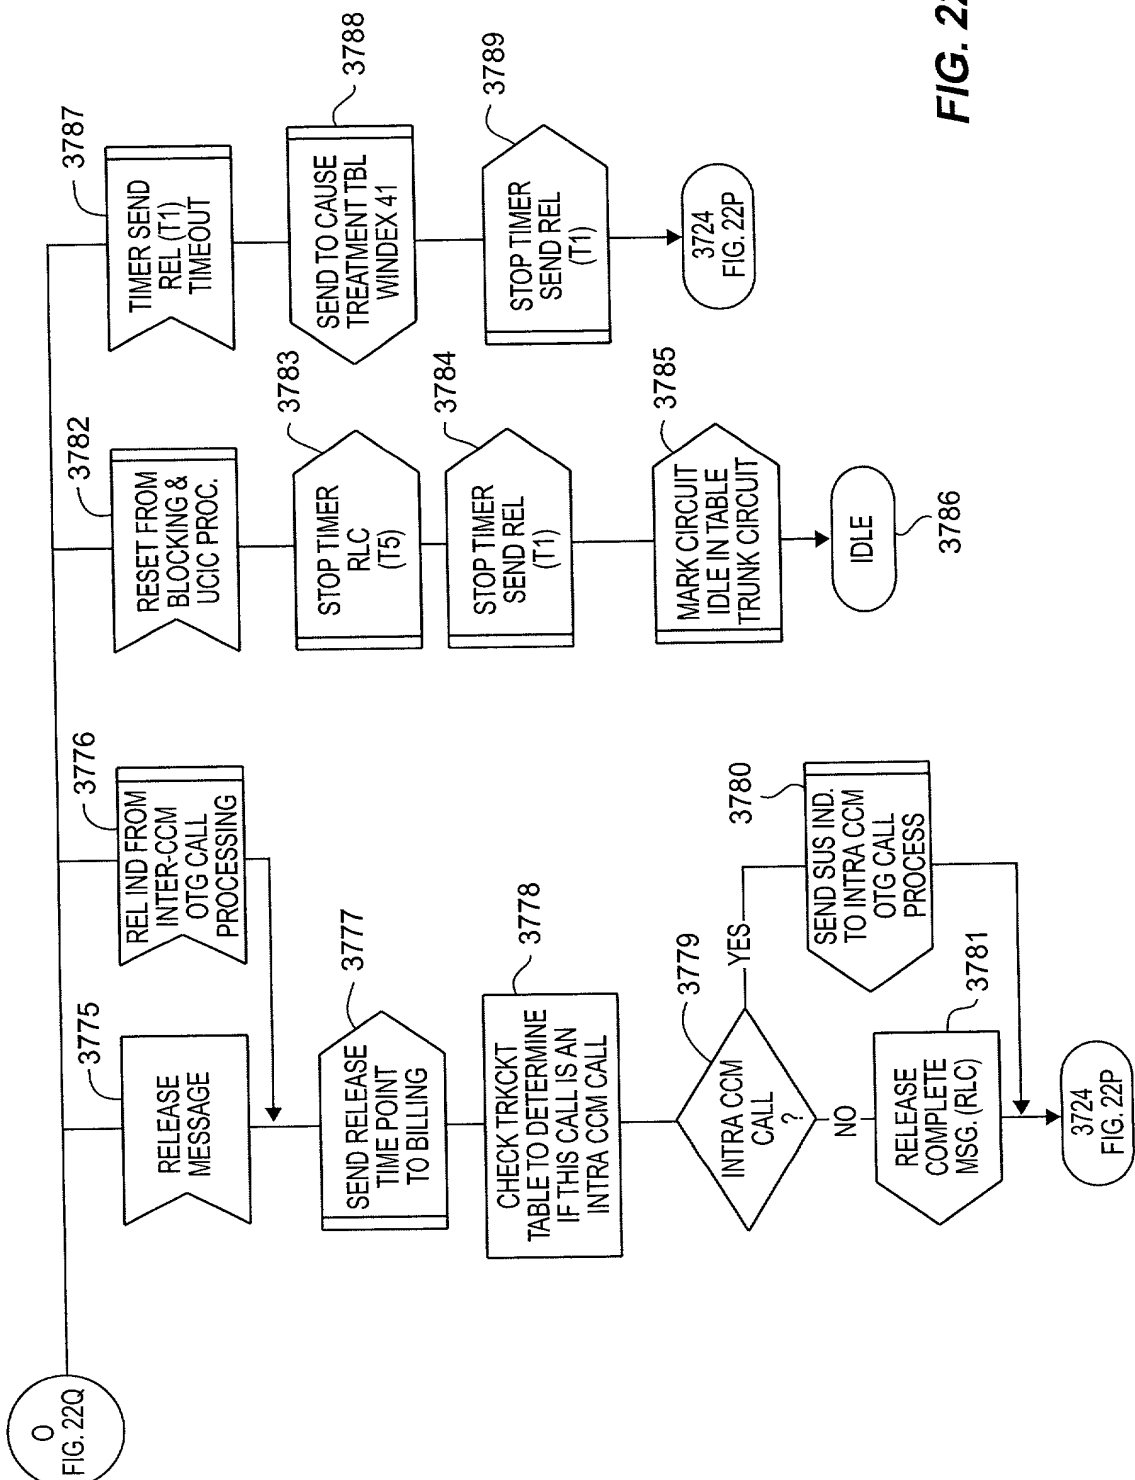 O
FIG. 22Q
3775
RELEASE
MESSAGE
3776
REL IND FROM
INTER-CCM
OTG CALL
PROCESSING
3777
SEND RELEASE
TIME POINT
TO BILLING
3778
CHECK TRKCKT
TABLE TO DETERMINE
IF THIS CALL IS AN
INTRA CCM CALL
3779
INTRA CCM
CALL
?
YES
NO
3780
SEND SUS IND.
TO INTRA CCM
OTG CALL
PROCESS
3781
RELEASE
COMPLETE
MSG. (RLC)
3724
FIG. 22P
3782
RESET FROM
BLOCKING &
UCIC PROC.
3783
STOP TIMER
RLC
(T5)
3784
STOP TIMER
SEND REL
(T1)
3785
MARK CIRCUIT
IDLE IN TABLE
TRUNK CIRCUIT
IDLE
3786
3787
TIMER SEND
REL (T1)
TIMEOUT
3788
SEND TO CAUSE
TREATMENT TBL
WINDEX 41
3789
STOP TIMER
SEND REL
(T1)
3724
FIG. 22P
FIG. 22